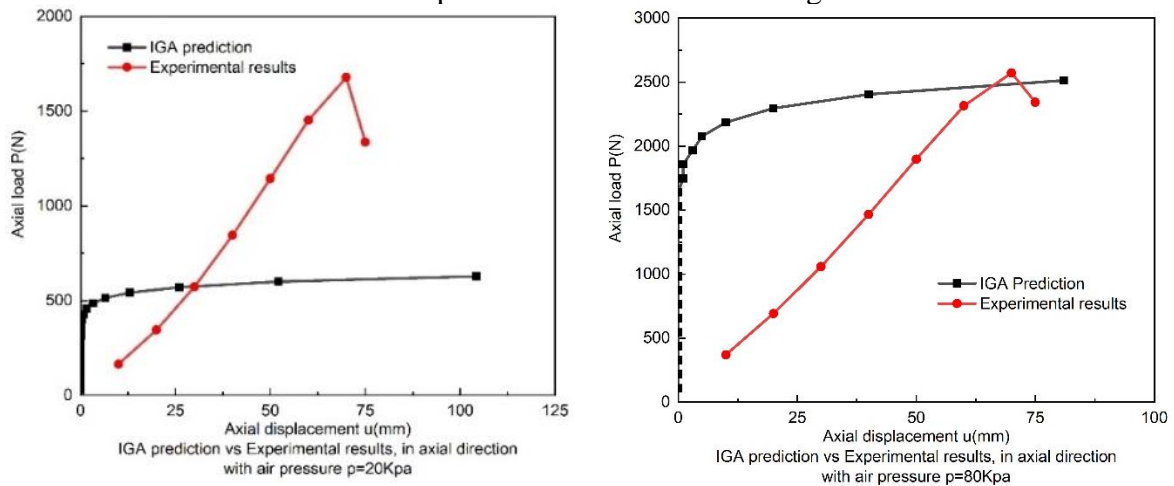 2000
1500
1000
500
0
Axial load P(N)
IGA prediction
Experimental results
0 25 50 75 100 125
Axial displacement u(mm)
IGA prediction vs Experimental results, in axial direction
with air pressure p=20Kpa
3000
2500
2000
1500
1000
500
0
Axial load P(N)
IGA Prediction
Experimental results
0 25 50 75 100
Axial displacement u(mm)
IGA prediction vs Experimental results, in axial direction
with air pressure p=80Kpa